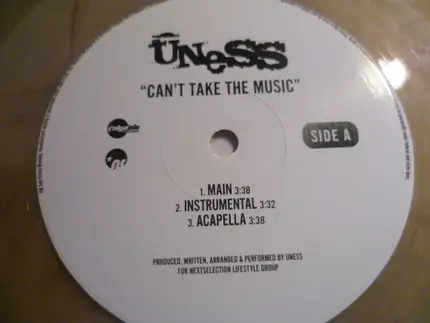 UNeSS
"CAN'T TAKE THE MUSIC"
SIDE A
1. MAIN 3:38
2. INSTRUMENTAL 3:32
3. ACAPELLA 3:38
PRODUCED, WRITTEN, ARRANGED & PERFORMED BY UNESS
FOR NEXTSELECTION LIFESTYLE GROUP